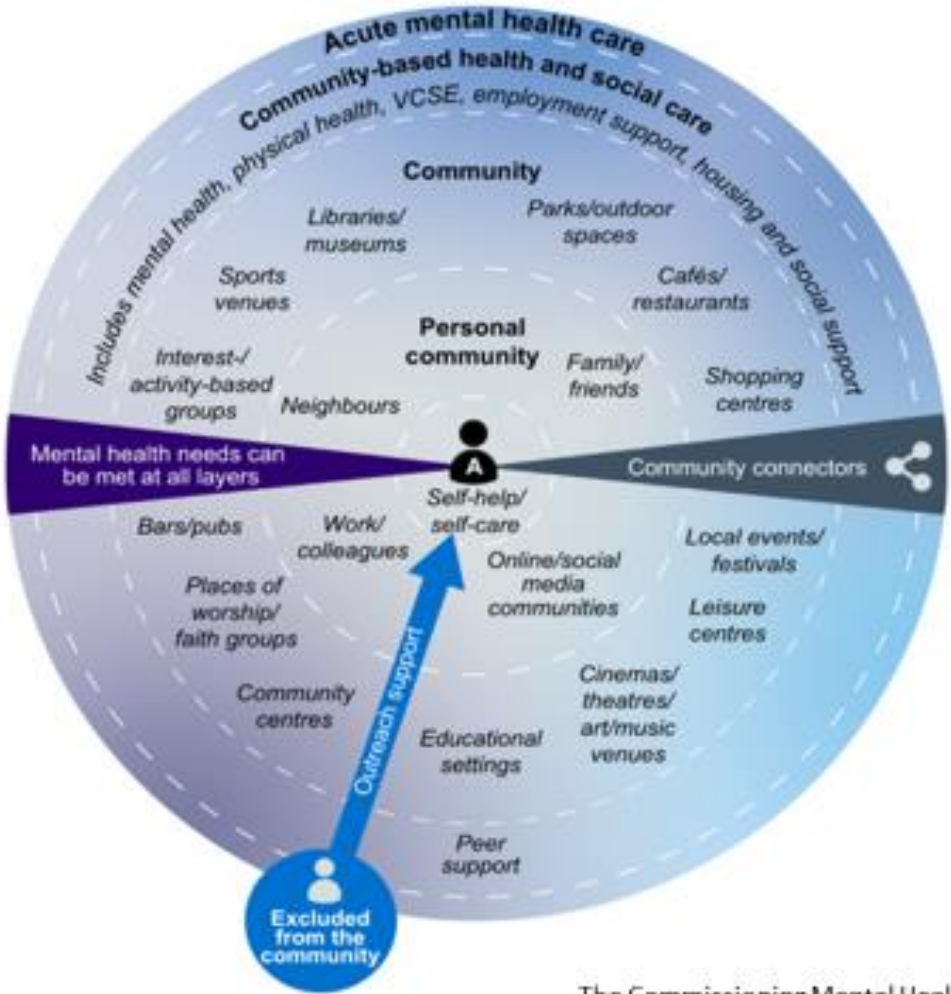 Acute mental health care
Community-based health and social care
Includes mental health, physical health, VCSE, employment support, housing and social support
Community
Libraries/
museums
Parks/outdoor
spaces
Sports
venues
Cafés/
restaurants
Personal
community
Interest-/
activity-based
groups
Neighbours
Family/
friends
Shopping
centres
Mental health needs can
be met at all layers
A
Community connectors
Self-help/
self-care
Bars/pubs
Work/
colleagues
Online/social
media
communities
Local events/
festivals
Places of
worship/
faith groups
Leisure
centres
Community
centres
Outreach support
Educational
settings
Cinemas/
theatres/
art/music
venues
Peer
support
Excluded
from the
community